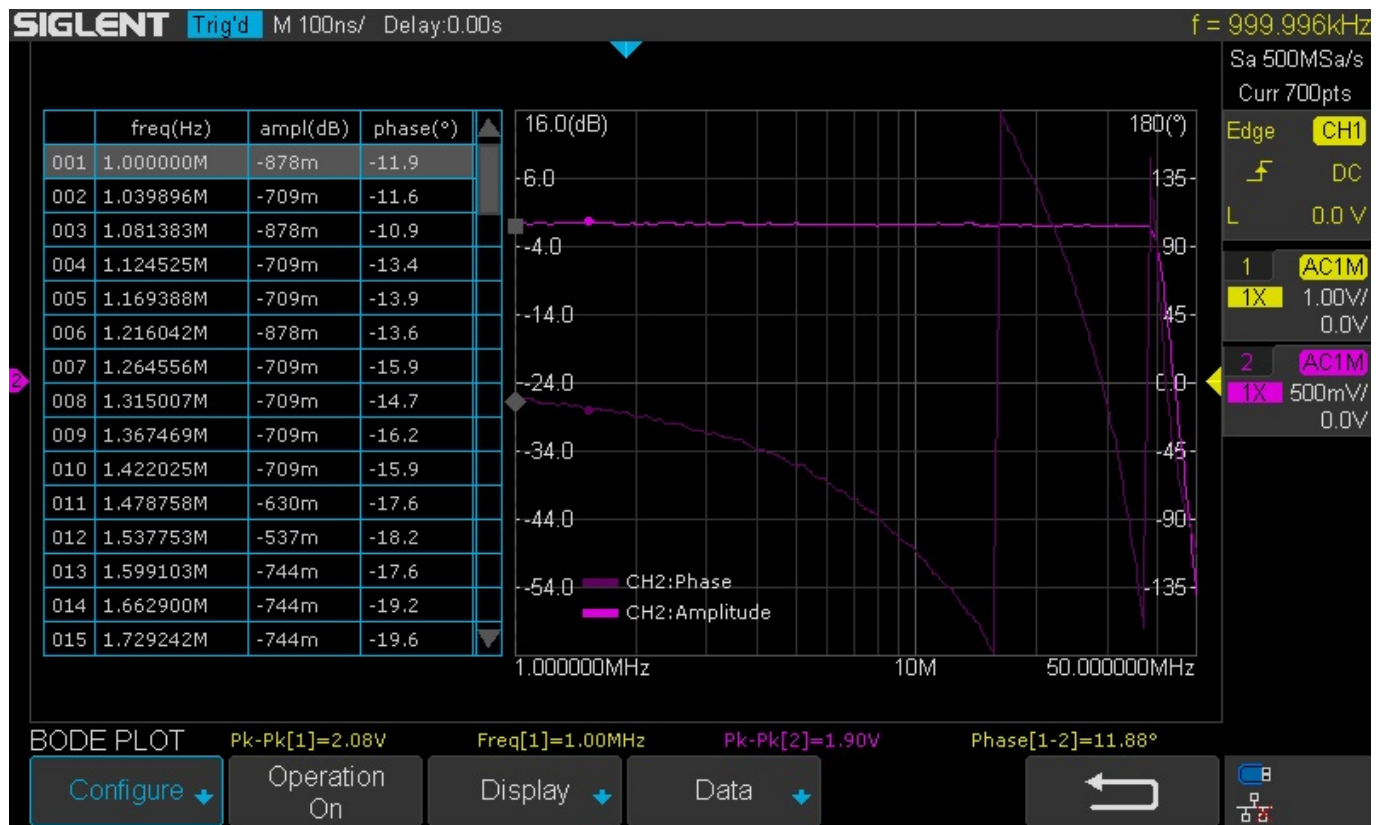 SIGLENT Trig'd M 100ns/ Delay:0.00s f = 999.996kHz
Sa 500MSa/s
Curr 700pts
Edge CH1
DC
L 0.0 V
1 AC1M
1X 1.00V/
0.0V
2 AC1M
1X 500mV/
0.0V
freq(Hz) ampl(dB) phase(°)
001 1.000000M -878m -11.9
002 1.039896M -709m -11.6
003 1.081383M -878m -10.9
004 1.124525M -709m -13.4
005 1.169388M -709m -13.9
006 1.216042M -878m -13.6
007 1.264556M -709m -15.9
008 1.315007M -709m -14.7
009 1.367469M -709m -16.2
010 1.422025M -709m -15.9
011 1.478758M -630m -17.6
012 1.537753M -537m -18.2
013 1.599103M -744m -17.6
014 1.662900M -744m -19.2
015 1.729242M -744m -19.6
16.0(dB) 180(°)
6.0 135
-4.0 90
-14.0 45
-24.0 0.0
-34.0 -45
-44.0 -90
-54.0 -135
CH2:Phase
CH2:Amplitude
1.000000MHz 10M 50.000000MHz
2
BODE PLOT Pk-Pk[1]=2.08V Freq[1]=1.00MHz Pk-Pk[2]=1.90V Phase[1-2]=11.88°
Configure
Operation
On
Display
Data